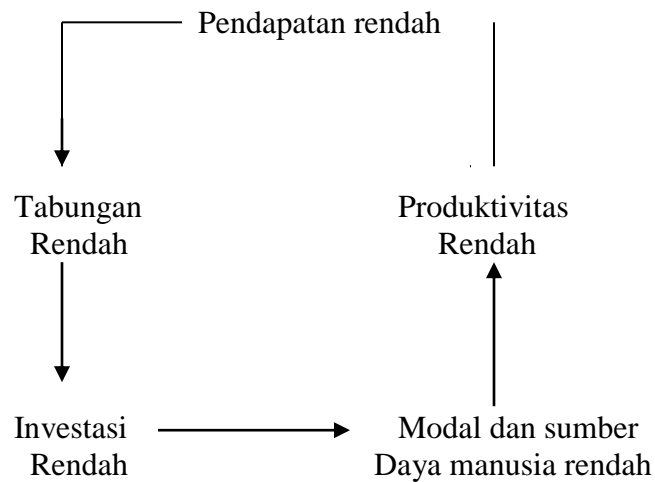 Pendapatan rendah
Tabungan
Rendah
Produktivitas
Rendah
Investasi
Rendah
Modal dan sumber
Daya manusia rendah